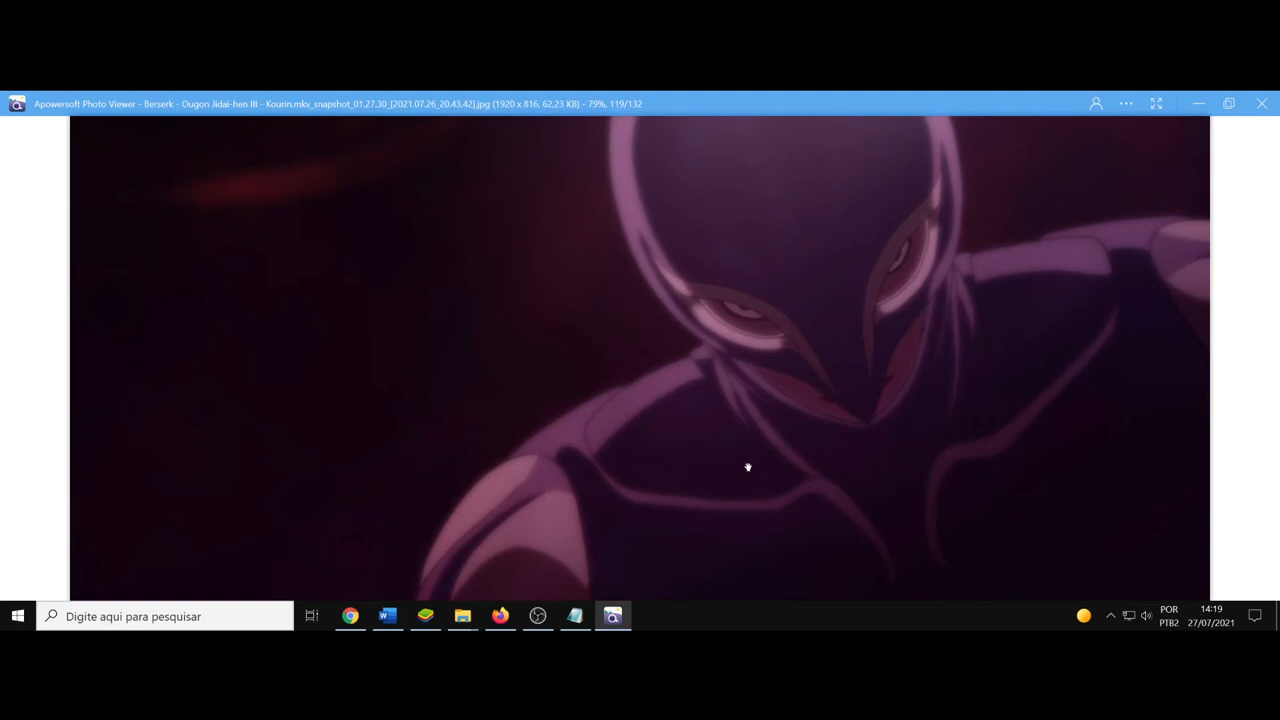 Apowersoft Photo Viewer - Berserk - Ougon Jidai-hen III - Kourin.mkv_snapshot_01.27.30_[2021.07.26_20.43.42].jpg (1920 x 816, 62,23 KB) - 79%, 119/132
Digite aqui para pesquisar
POR
PTB2
14:19
27/07/2021